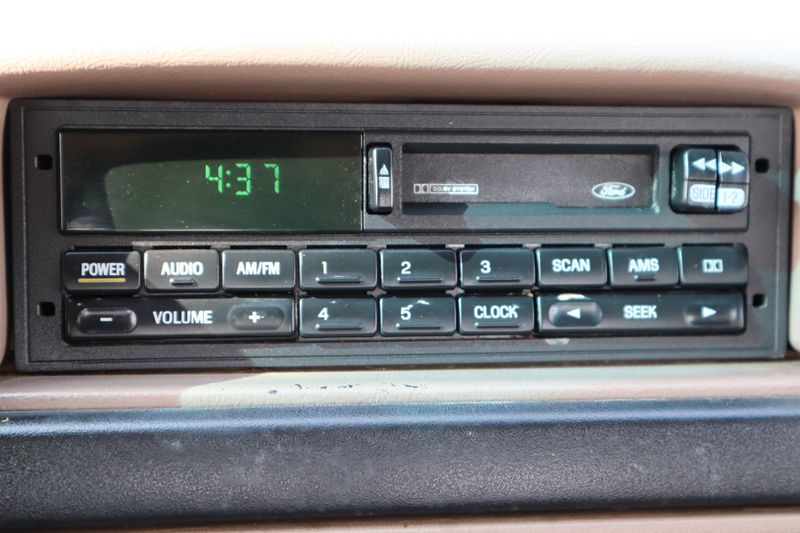 4:37
DOLBY SYSTEM
Ford
SIDE 1-2
POWER AUDIO AM/FM 1 2 3 SCAN AMS
- VOLUME + 4 5 CLOCK ◄ SEEK ►